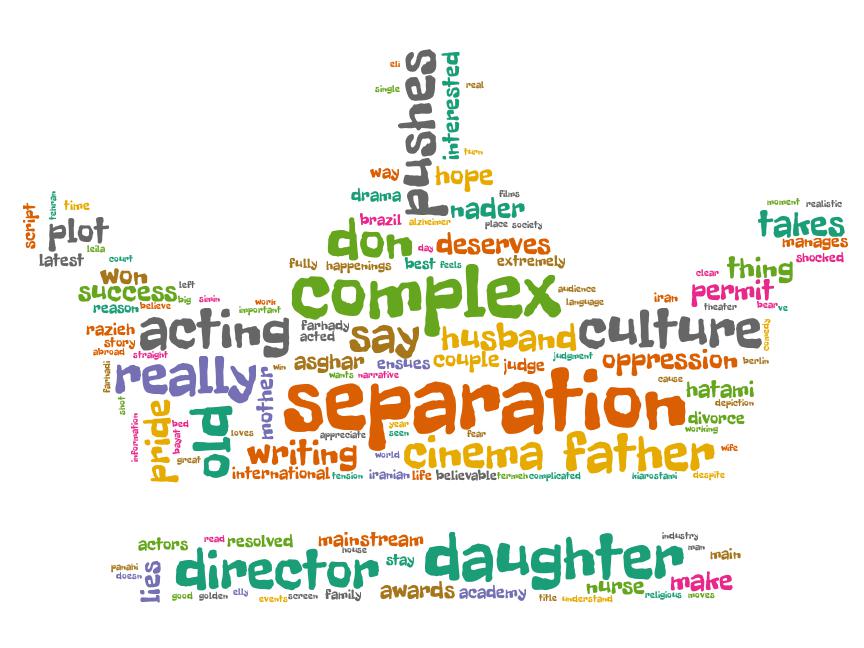 eli
single
pushes
interested
real
turn
way
hope
drama
films
nader
brazil
alzheimer
place
society
don
day
deserves
fully
happenings
best
feels
extremely
complex
audience
language
script
tehran
time
plot
leila
latest
court
won
success
big
left
simin
reason
believe
work
important
razieh
story
abroad
straight
acting
farhady
acted
say
husband
culture
comedy
moment
realistic
takes
manages
shocked
clear
thing
permit
iran
theater
bear
ve
farhadi
really
mother
win
asghar
ensues
couple
judge
judgment
oppression
berlin
wants
narrative
cause
hatami
depiction
divorce
working
shot
information
pride
bayat
bed
great
old
loves
separation
year
seen
appreciate
fear
writing
world
cinema
father
wife
international
tension
iranian
life
believable
termeh
complicated
kiarostami
despite
actors
read
resolved
mainstream
house
industry
man
main
panahi
doesn
lies
director
stay
daughter
nurse
make
good
golden
elly
events
screen
family
awards
academy
title
understand
religious
moves